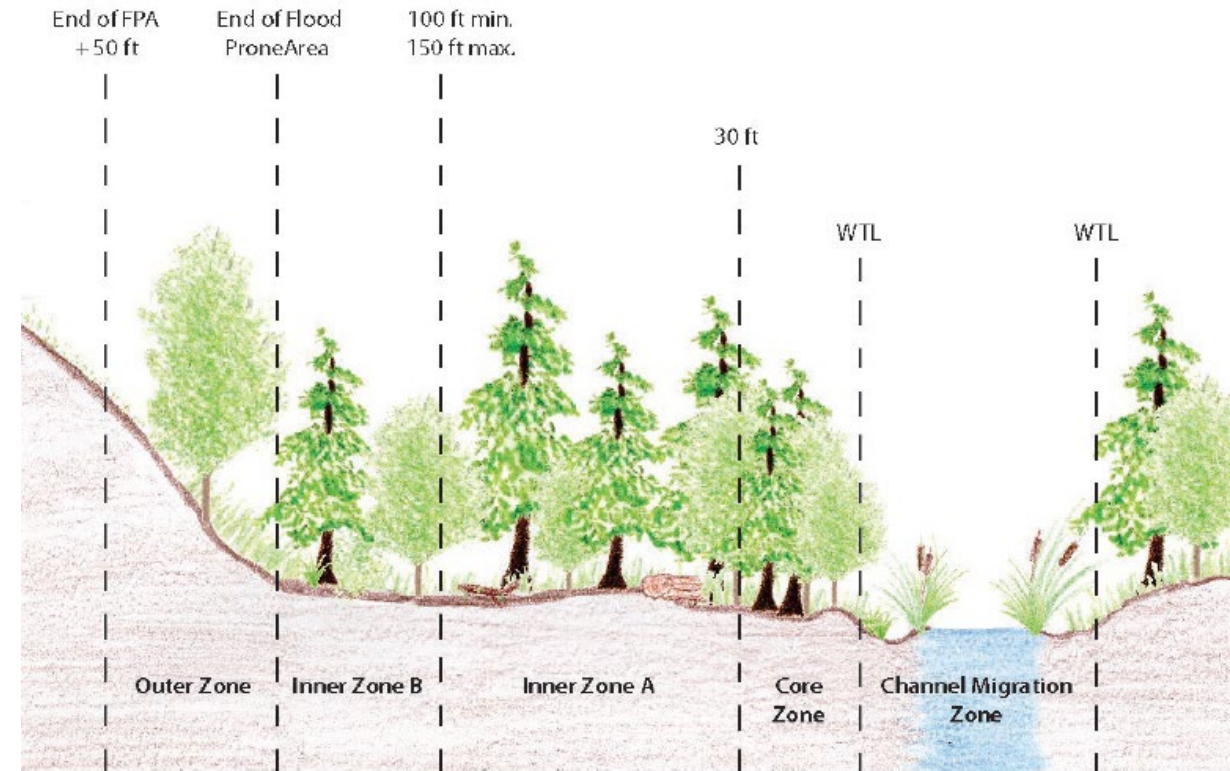 End of FPA
+ 50 ft
End of Flood
ProneArea
100 ft min.
150 ft max.
30 ft
WTL
WTL
Outer Zone
Inner Zone B
Inner Zone A
Core
Zone
Channel Migration
Zone